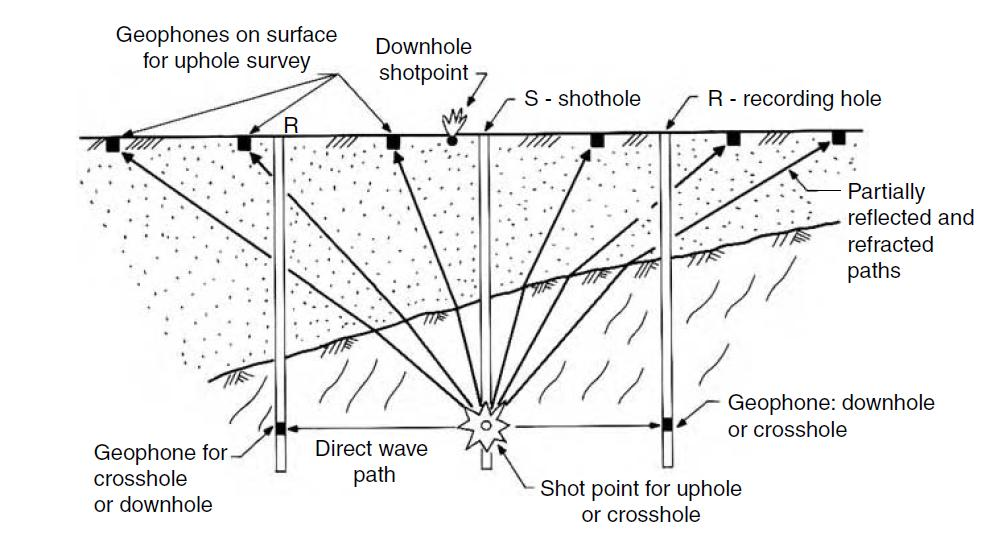 Geophones on surface
for uphole survey
Downhole
shotpoint
S - shothole
R - recording hole
R
Partially
reflected and
refracted
paths
Geophone: downhole
or crosshole
Direct wave
path
Geophone for
crosshole
or downhole
Shot point for uphole
or crosshole